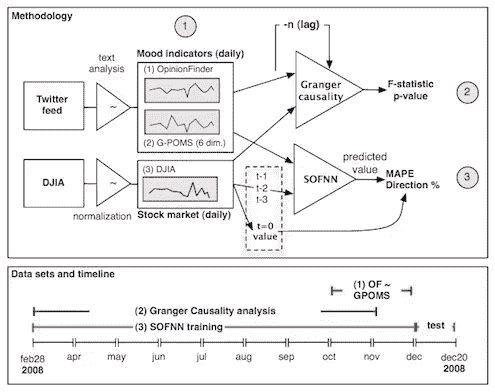 Methodology
1
-n (lag)
text
analysis
Mood indicators (daily)
(1) OpinionFinder
Twitter
feed
~
(2) G-POMS (6 dim.)
Granger
causality
F-statistic
p-value
2
DJIA
~
normalization
(3) DJIA
Stock market (daily)
t-1
t-2
t-3
t=0
value
SOFNN
predicted
value
MAPE
Direction %
3
Data sets and timeline
(1) OF ~
GPOMS
(2) Granger Causality analysis
(3) SOFNN training
test
feb28
2008
apr
may
jun
jul
aug
sep
oct
nov
dec
dec20
2008